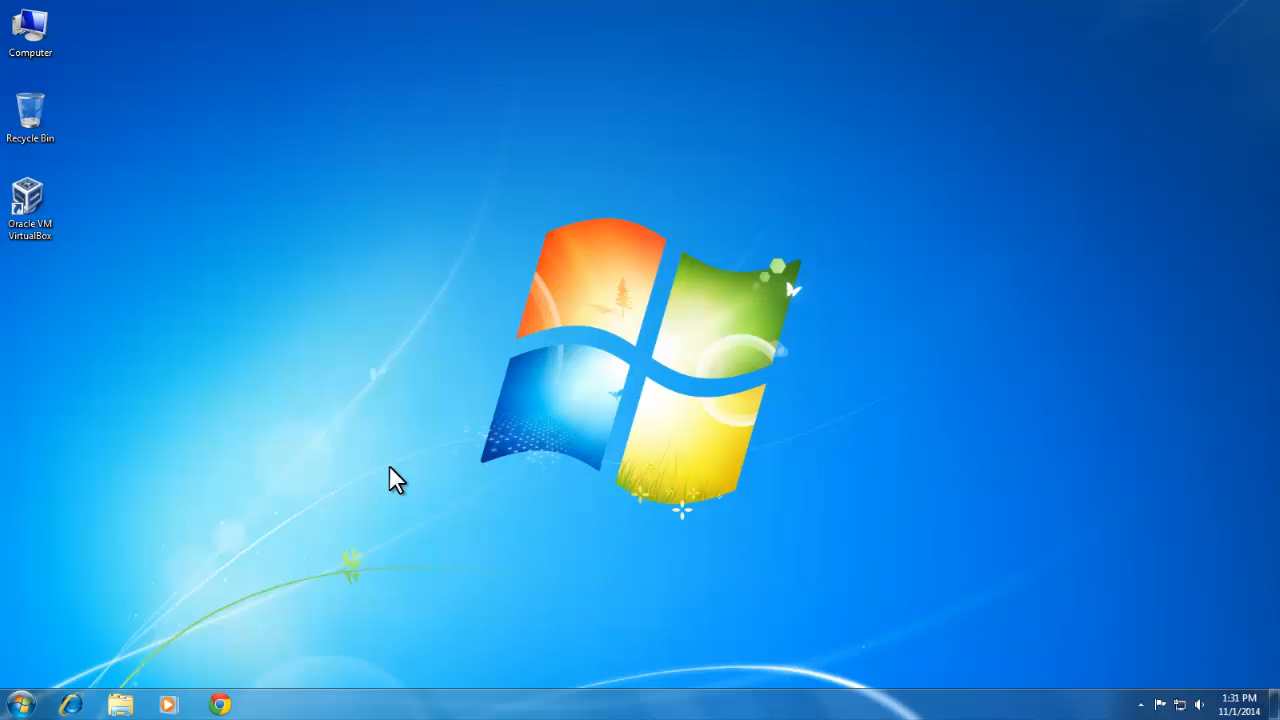 Computer
Recycle Bin
Oracle VM
VirtualBox
1:31 PM
11/1/2014